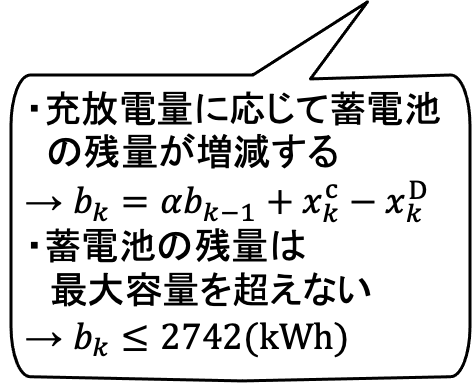 ・充放電量に応じて蓄電池
の残量が増減する
→ b_k = αb_{k−1} + x_k^c − x_k^D
・蓄電池の残量は
最大容量を超えない
→ b_k ≤ 2742(kWh)